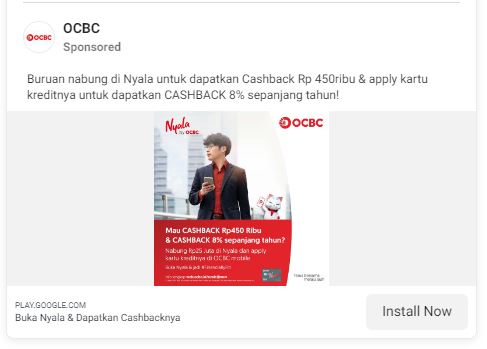 OCBC
OCBC
Sponsored
Buruan nabung di Nyala untuk dapatkan Cashback Rp 450ribu & apply kartu
kreditnya untuk dapatkan CASHBACK 8% sepanjang tahun!
Nyala
by OCBC
OCBC
Mau CASHBACK Rp450 Ribu
& CASHBACK 8% sepanjang tahun?
Nabung Rp25 Juta di Nyala dan apply
kartu kreditnya di OCBC mobile
PLAY.GOOGLE.COM
Buka Nyala & Dapatkan Cashbacknya
Install Now